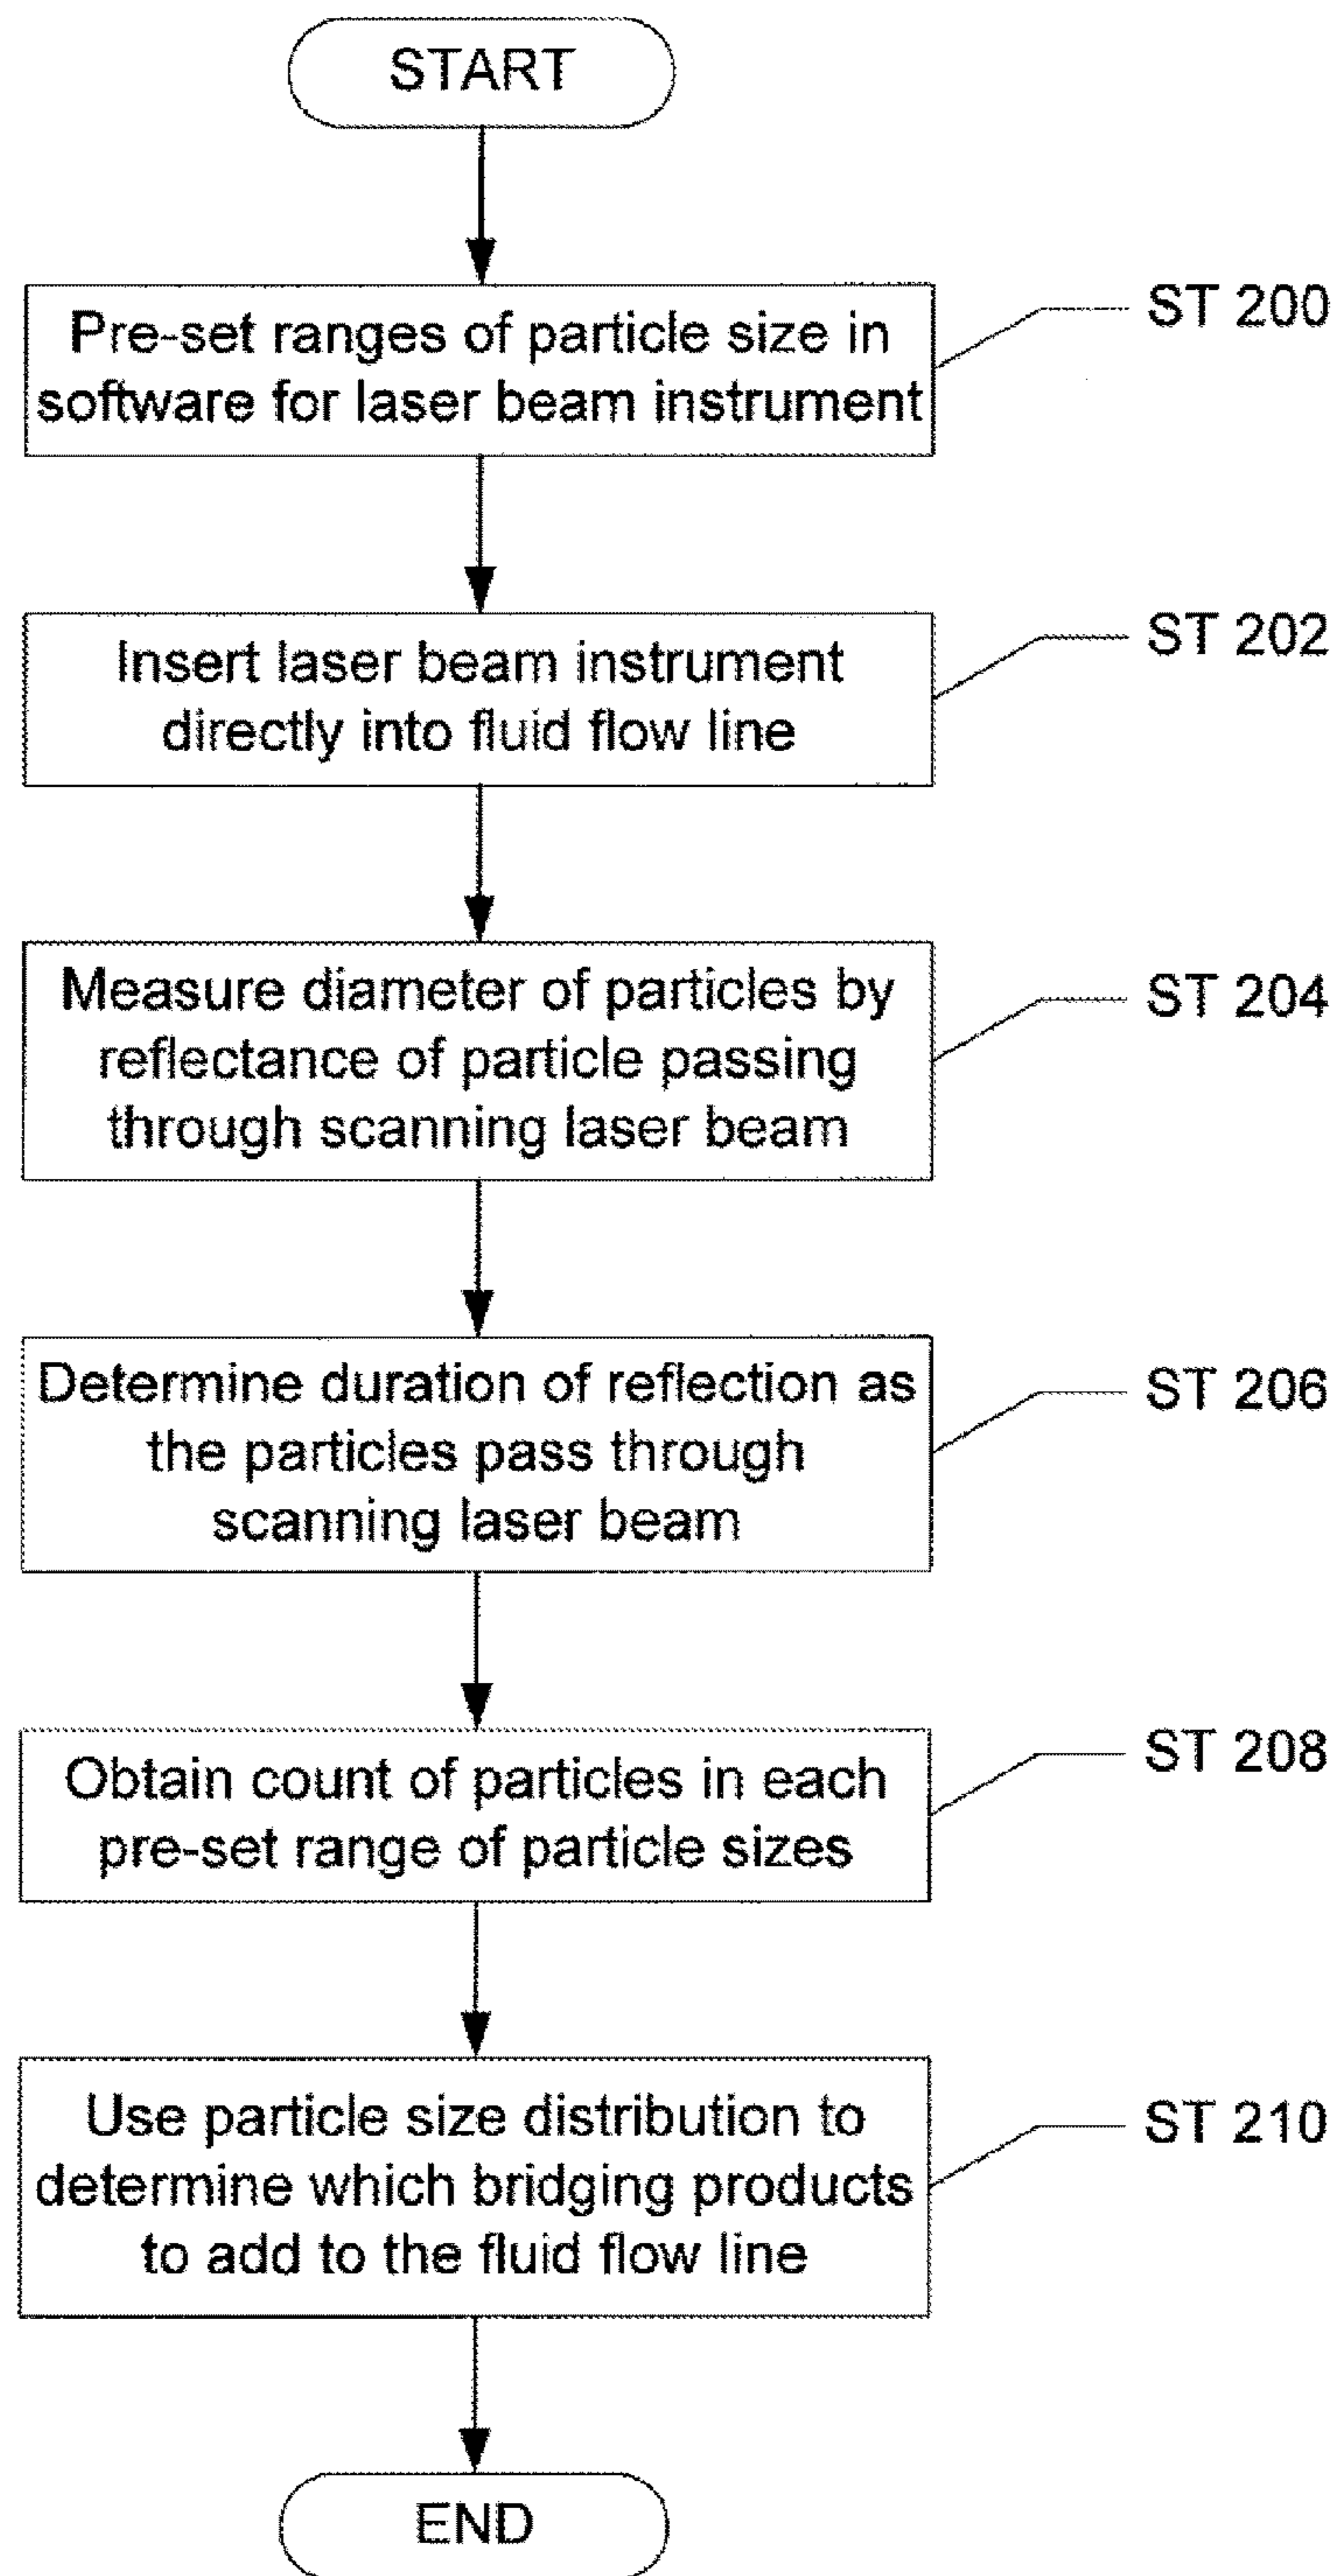 START
Pre-set ranges of particle size in
software for laser beam instrument
ST 200
Insert laser beam instrument
directly into fluid flow line
ST 202
Measure diameter of particles by
reflectance of particle passing
through scanning laser beam
ST 204
Determine duration of reflection as
the particles pass through
scanning laser beam
ST 206
Obtain count of particles in each
pre-set range of particle sizes
ST 208
Use particle size distribution to
determine which bridging products
to add to the fluid flow line
ST 210
END